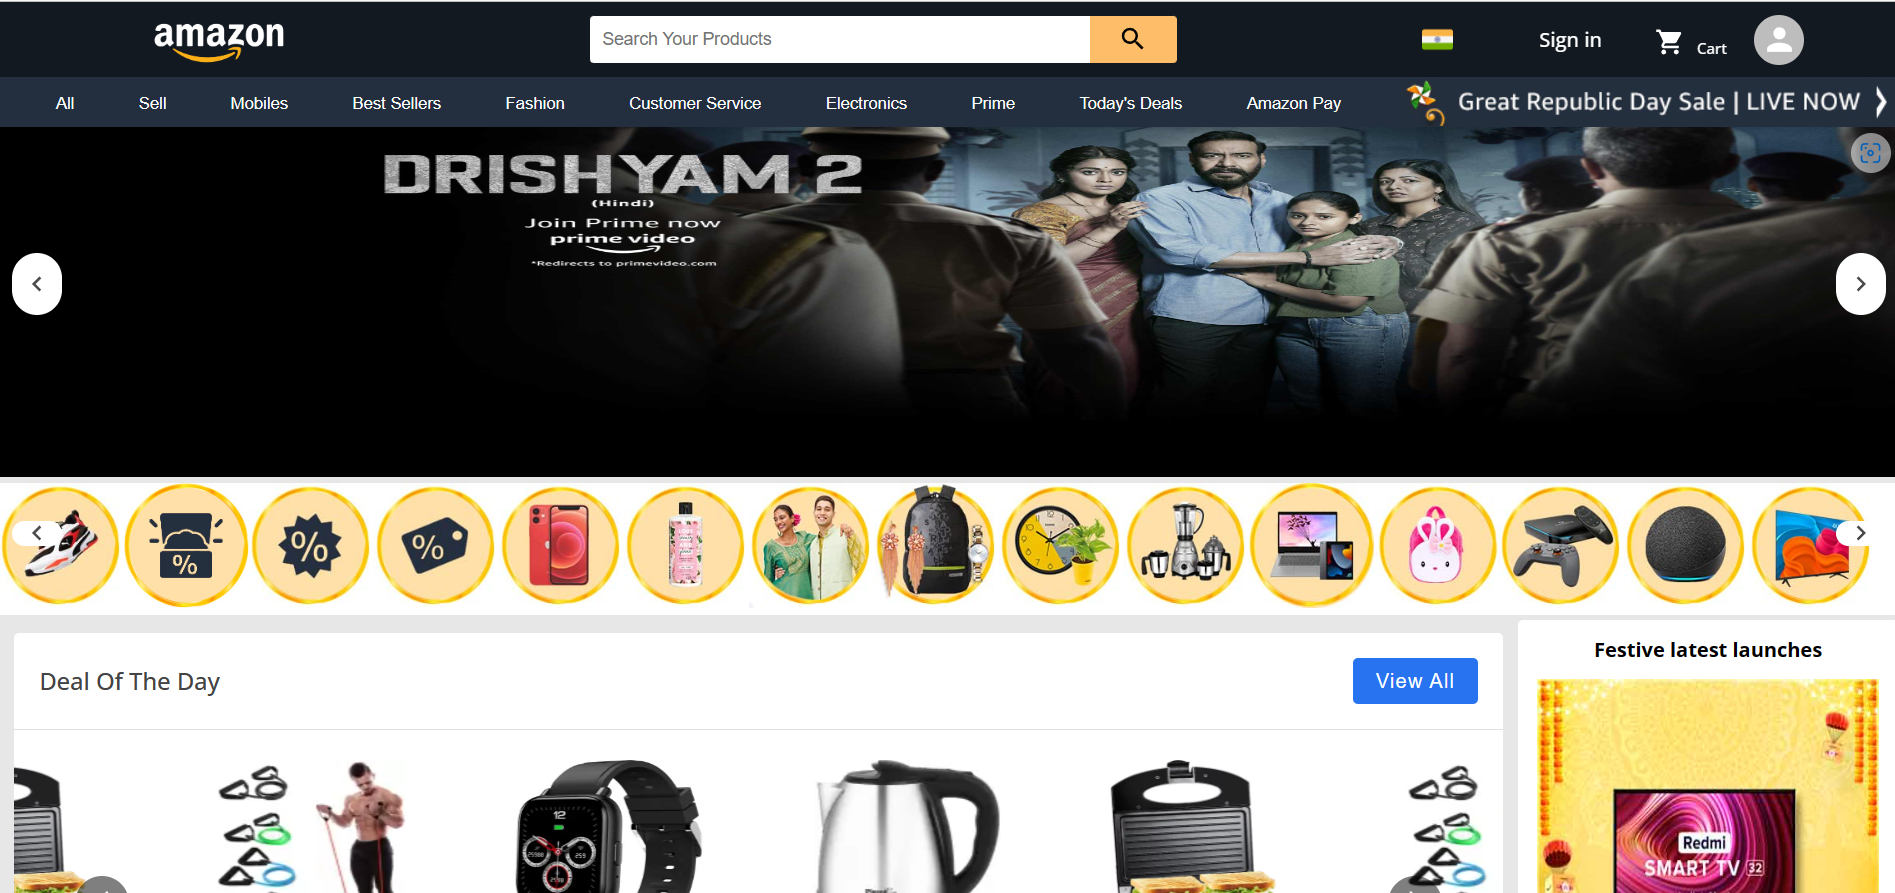 amazon
Search Your Products
Sign in
Cart
All Sell Mobiles Best Sellers Fashion Customer Service Electronics Prime Today's Deals Amazon Pay
Great Republic Day Sale | LIVE NOW
DRISHYAM 2
(Hindi)
Join Prime now
prime video
*Redirects to primevideo.com
%
%
%
Deal Of The Day
View All
Festive latest launches
12
Redmi
SMART TV 32